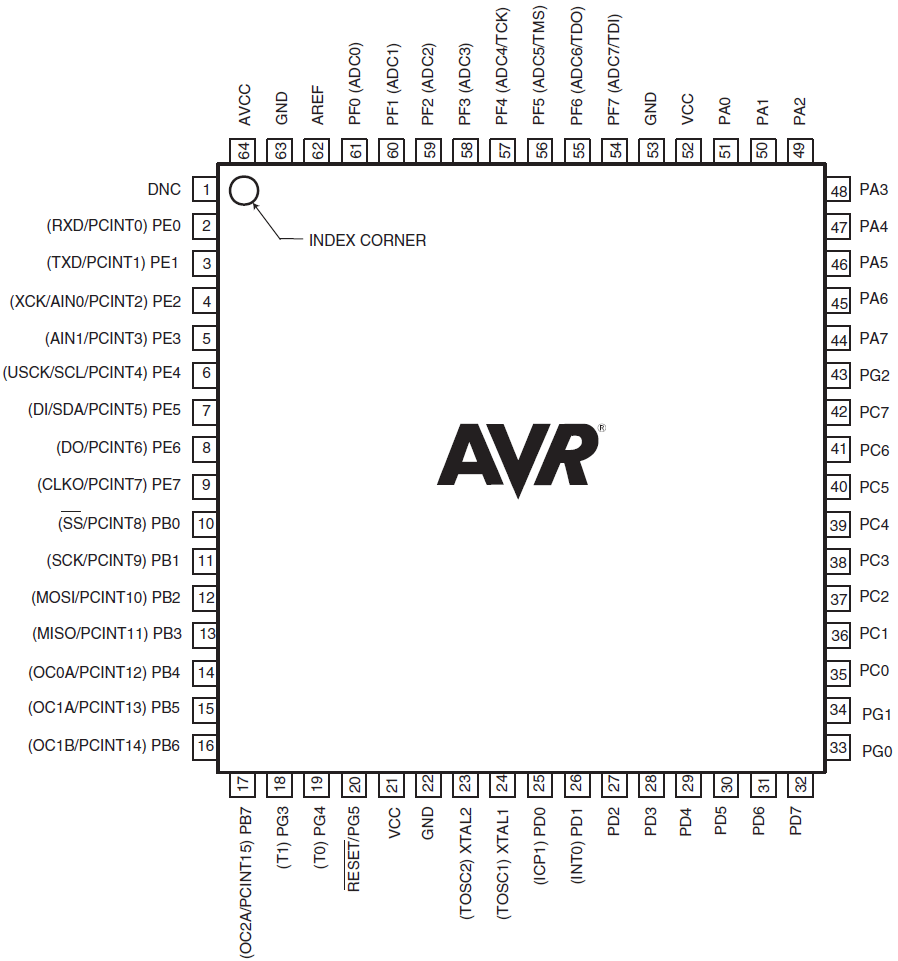 AVCC
GND
AREF
PF0 (ADC0)
PF1 (ADC1)
PF2 (ADC2)
PF3 (ADC3)
PF4 (ADC4/TCK)
PF5 (ADC5/TMS)
PF6 (ADC6/TDO)
PF7 (ADC7/TDI)
GND
VCC
PA0
PA1
PA2
64
63
62
61
60
59
58
57
56
55
54
53
52
51
50
49
DNC 1
(RXD/PCINT0) PE0 2
(TXD/PCINT1) PE1 3
(XCK/AIN0/PCINT2) PE2 4
(AIN1/PCINT3) PE3 5
(USCK/SCL/PCINT4) PE4 6
(DI/SDA/PCINT5) PE5 7
(DO/PCINT6) PE6 8
(CLKO/PCINT7) PE7 9
(SS/PCINT8) PB0 10
(SCK/PCINT9) PB1 11
(MOSI/PCINT10) PB2 12
(MISO/PCINT11) PB3 13
(OC0A/PCINT12) PB4 14
(OC1A/PCINT13) PB5 15
(OC1B/PCINT14) PB6 16
INDEX CORNER
AVR®
48 PA3
47 PA4
46 PA5
45 PA6
44 PA7
43 PG2
42 PC7
41 PC6
40 PC5
39 PC4
38 PC3
37 PC2
36 PC1
35 PC0
34 PG1
33 PG0
17
18
19
20
21
22
23
24
25
26
27
28
29
30
31
32
(OC2A/PCINT15) PB7
(T1) PG3
(T0) PG4
RESET/PG5
VCC
GND
(TOSC2) XTAL2
(TOSC1) XTAL1
(ICP1) PD0
(INT0) PD1
PD2
PD3
PD4
PD5
PD6
PD7